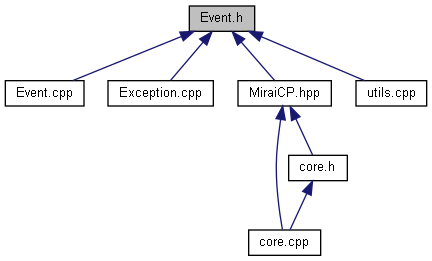 Event.h
Event.cpp
Exception.cpp
MiraiCP.hpp
utils.cpp
core.h
core.cpp